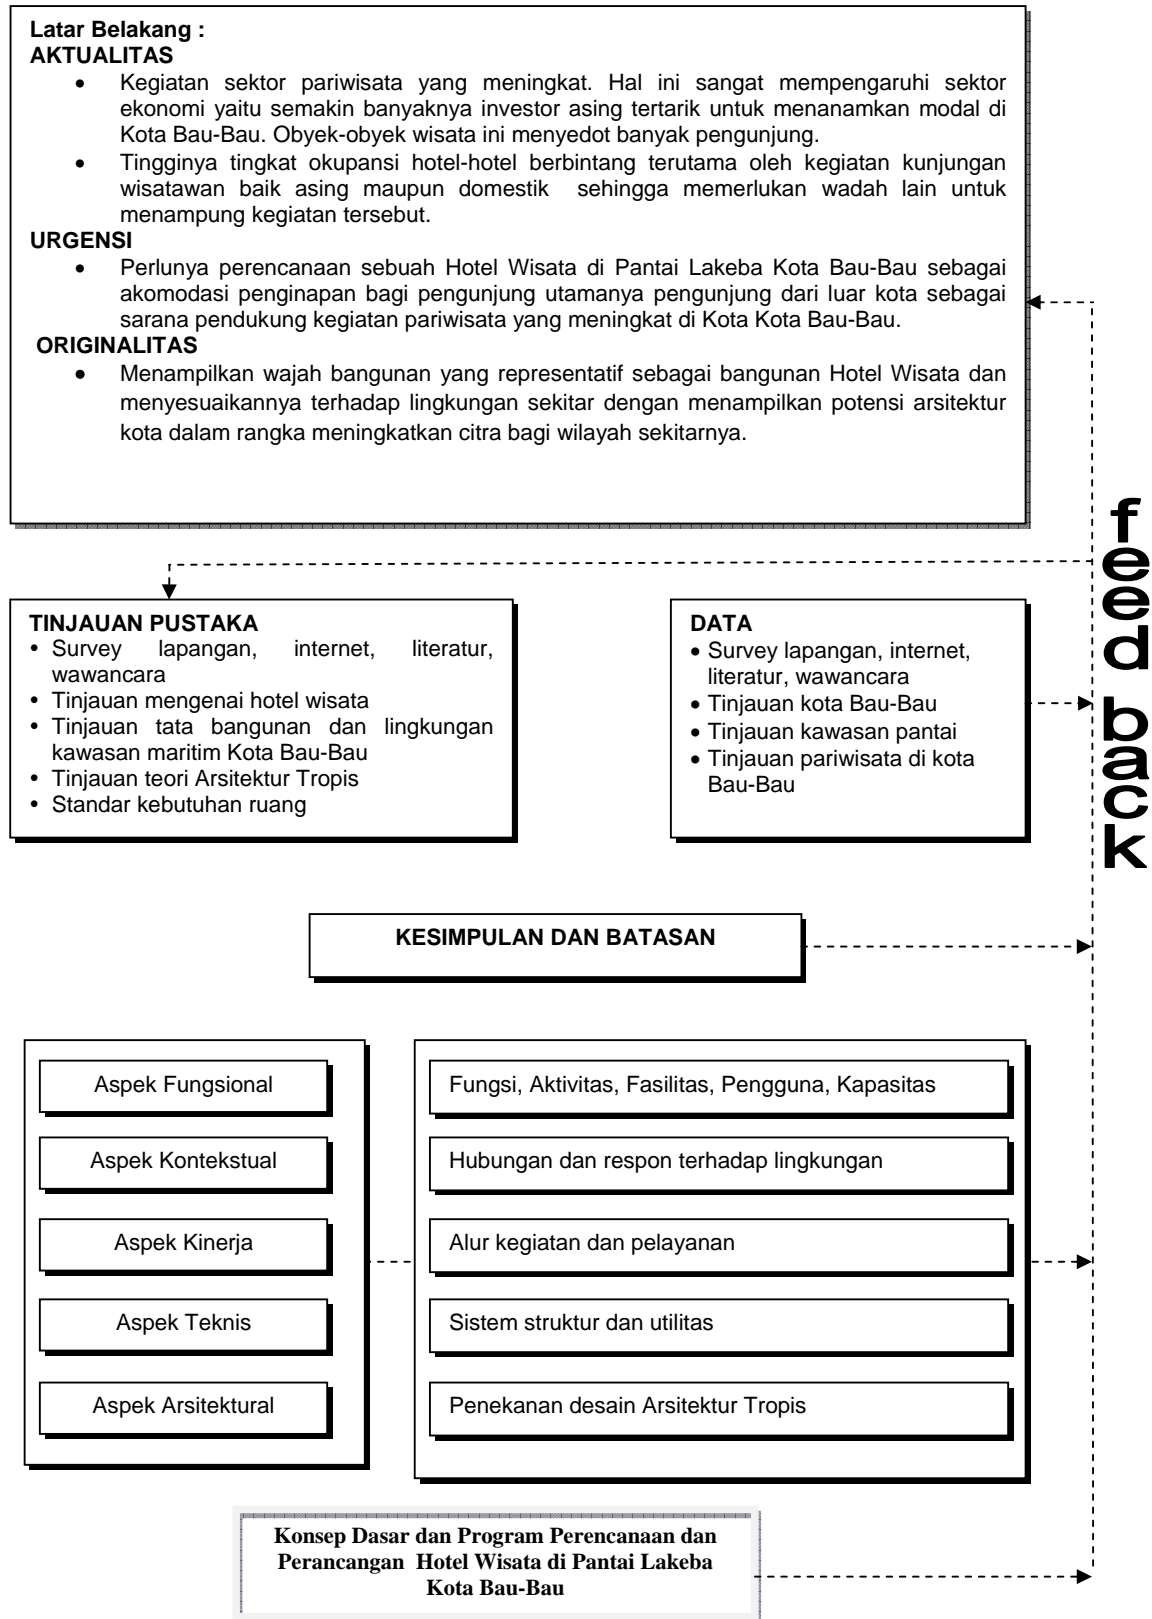 Latar Belakang :
AKTUALITAS
• Kegiatan sektor pariwisata yang meningkat. Hal ini sangat mempengaruhi sektor
ekonomi yaitu semakin banyaknya investor asing tertarik untuk menanamkan modal di
Kota Bau-Bau. Obyek-obyek wisata ini menyedot banyak pengunjung.
• Tingginya tingkat okupansi hotel-hotel berbintang terutama oleh kegiatan kunjungan
wisatawan baik asing maupun domestik sehingga memerlukan wadah lain untuk
menampung kegiatan tersebut.
URGENSI
• Perlunya perencanaan sebuah Hotel Wisata di Pantai Lakeba Kota Bau-Bau sebagai
akomodasi penginapan bagi pengunjung utamanya pengunjung dari luar kota sebagai
sarana pendukung kegiatan pariwisata yang meningkat di Kota Kota Bau-Bau.
ORIGINALITAS
• Menampilkan wajah bangunan yang representatif sebagai bangunan Hotel Wisata dan
menyesuaikannya terhadap lingkungan sekitar dengan menampilkan potensi arsitektur
kota dalam rangka meningkatkan citra bagi wilayah sekitarnya.
feed back
TINJAUAN PUSTAKA
• Survey lapangan, internet, literatur,
wawancara
• Tinjauan mengenai hotel wisata
• Tinjauan tata bangunan dan lingkungan
kawasan maritim Kota Bau-Bau
• Tinjauan teori Arsitektur Tropis
• Standar kebutuhan ruang
DATA
• Survey lapangan, internet,
literatur, wawancara
• Tinjauan kota Bau-Bau
• Tinjauan kawasan pantai
• Tinjauan pariwisata di kota
Bau-Bau
KESIMPULAN DAN BATASAN
Aspek Fungsional
Aspek Kontekstual
Aspek Kinerja
Aspek Teknis
Aspek Arsitektural
Fungsi, Aktivitas, Fasilitas, Pengguna, Kapasitas
Hubungan dan respon terhadap lingkungan
Alur kegiatan dan pelayanan
Sistem struktur dan utilitas
Penekanan desain Arsitektur Tropis
Konsep Dasar dan Program Perencanaan dan
Perancangan Hotel Wisata di Pantai Lakeba
Kota Bau-Bau